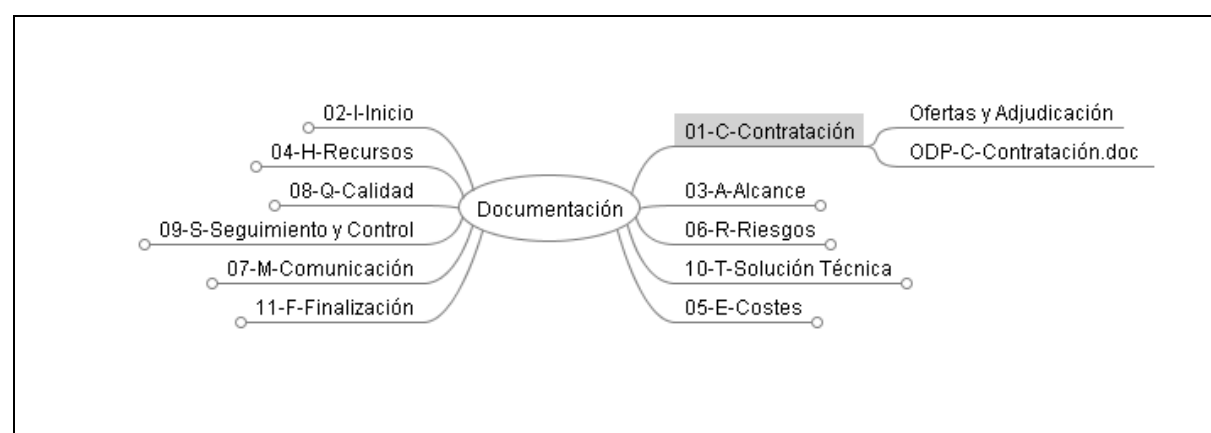 02-I-Inicio
04-H-Recursos
08-Q-Calidad
09-S-Seguimiento y Control
07-M-Comunicación
11-F-Finalización
Documentación
01-C-Contratación
Ofertas y Adjudicación
ODP-C-Contratación.doc
03-A-Alcance
06-R-Riesgos
10-T-Solución Técnica
05-E-Costes